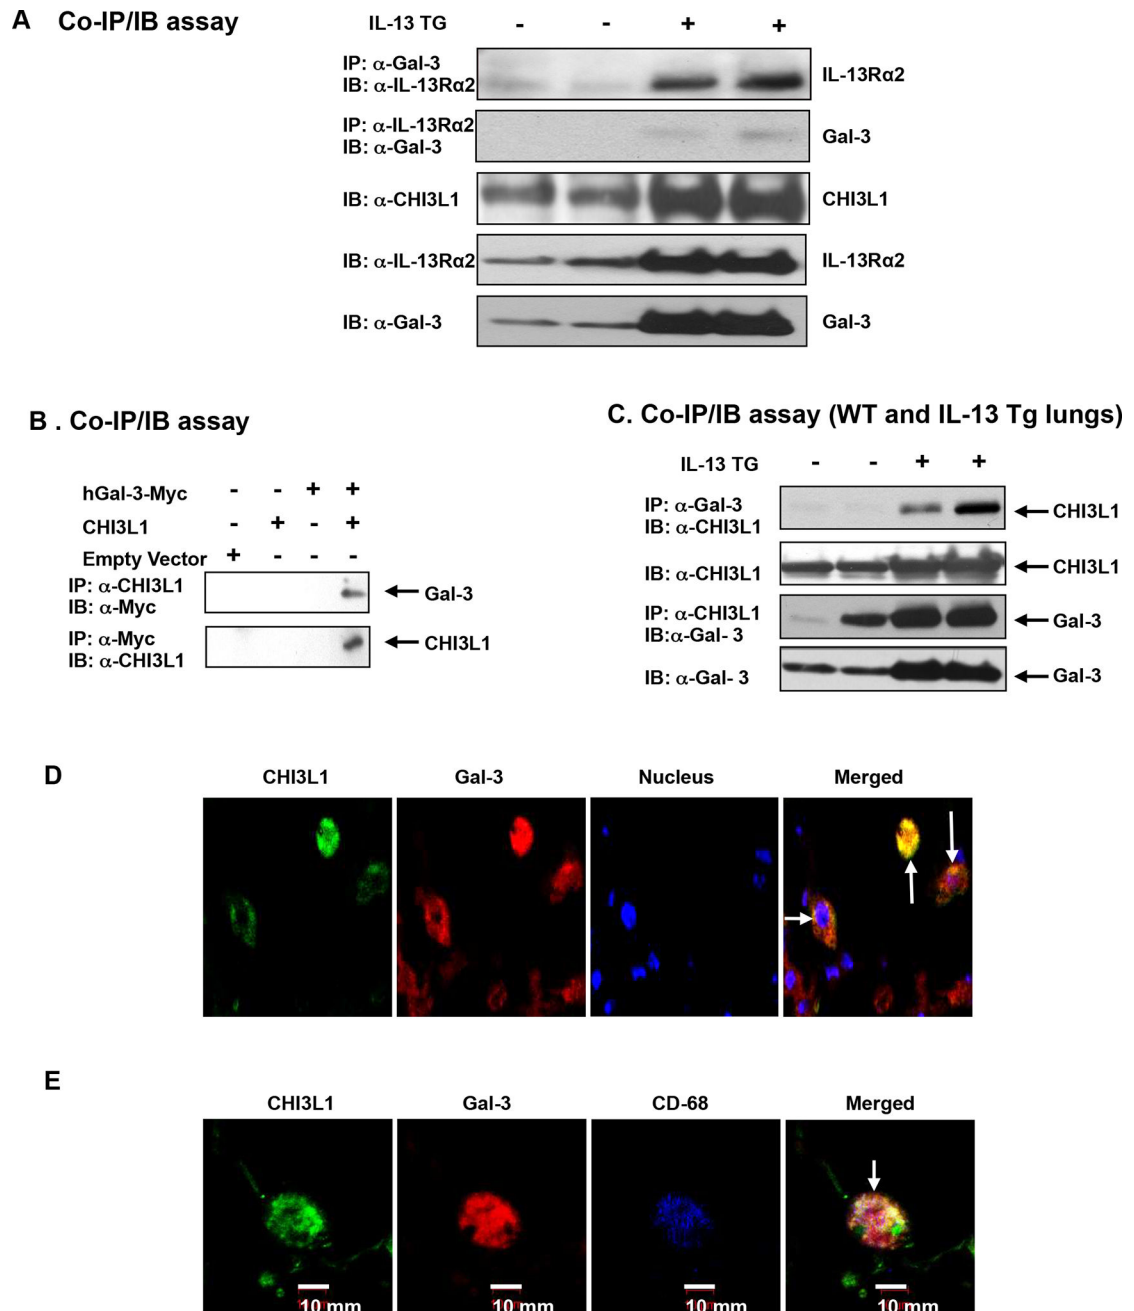 A Co-IP/IB assay
IL-13 TG - - + +
IP: α-Gal-3
IB: α-IL-13Rα2
IL-13Rα2
IP: α-IL-13Rα2
IB: α-Gal-3
Gal-3
IB: α-CHI3L1
CHI3L1
IB: α-IL-13Rα2
IL-13Rα2
IB: α-Gal-3
Gal-3
B . Co-IP/IB assay
hGal-3-Myc - - + +
CHI3L1 - + - +
Empty Vector + - - -
IP: α-CHI3L1
IB: α-Myc
Gal-3
IP: α-Myc
IB: α-CHI3L1
CHI3L1
C. Co-IP/IB assay (WT and IL-13 Tg lungs)
IL-13 TG - - + +
IP: α-Gal-3
IB: α-CHI3L1
CHI3L1
IB: α-CHI3L1
CHI3L1
IP: α-CHI3L1
IB:α-Gal- 3
Gal-3
IB: α-Gal- 3
Gal-3
D
CHI3L1 Gal-3 Nucleus Merged
E
CHI3L1 Gal-3 CD-68 Merged
10 mm 10 mm 10 mm 10 mm